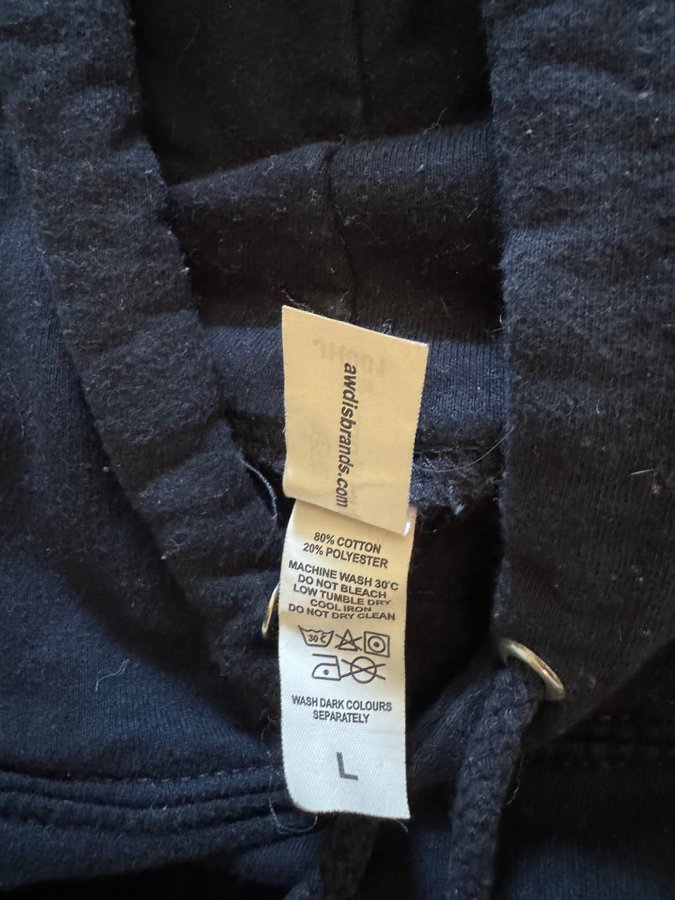 awdisbrands.com
80% COTTON
20% POLYESTER
MACHINE WASH 30°C
DO NOT BLEACH
LOW TUMBLE DRY
COOL IRON
DO NOT DRY CLEAN
30°C
WASH DARK COLOURS
SEPARATELY
L